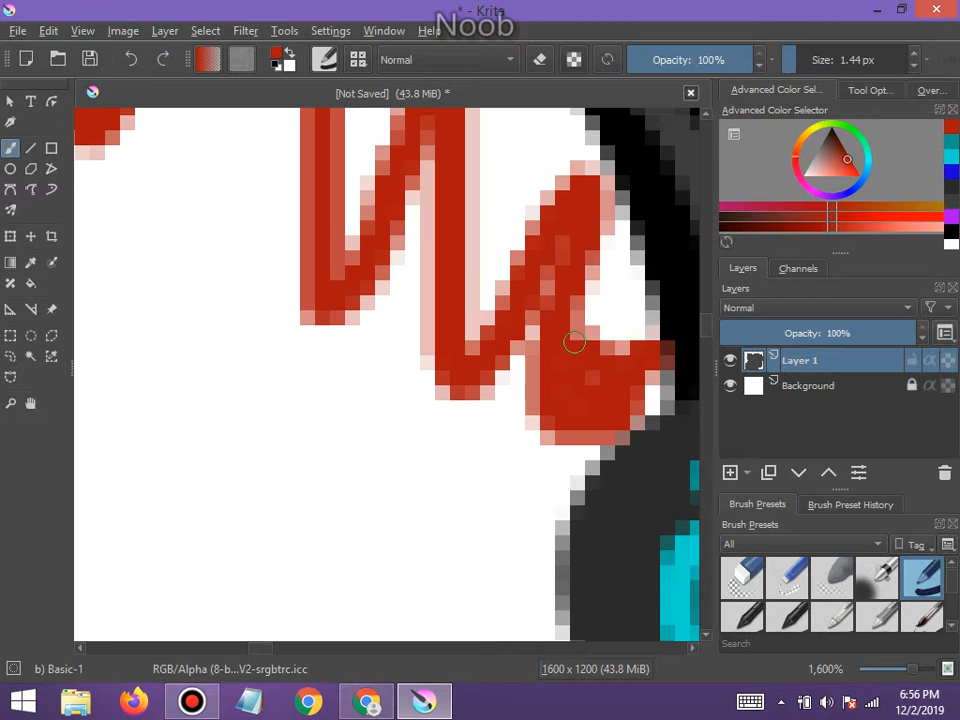 * - Krita
Noob
File Edit View Image Layer Select Filter Tools Settings Window Help
Normal Opacity: 100% Size: 1.44 px
[Not Saved] (43.8 MiB) *
Advanced Color Sel... Tool Opt... Over...
Advanced Color Selector
Layers Channels
Layers
Normal
Opacity: 100%
Layer 1
Background
Brush Presets Brush Preset History
Brush Presets
All Tag
Search
b) Basic-1 RGB/Alpha (8-b...V2-srgbtrc.icc 1600 x 1200 (43.8 MiB) 1,600%
6:56 PM
12/2/2019